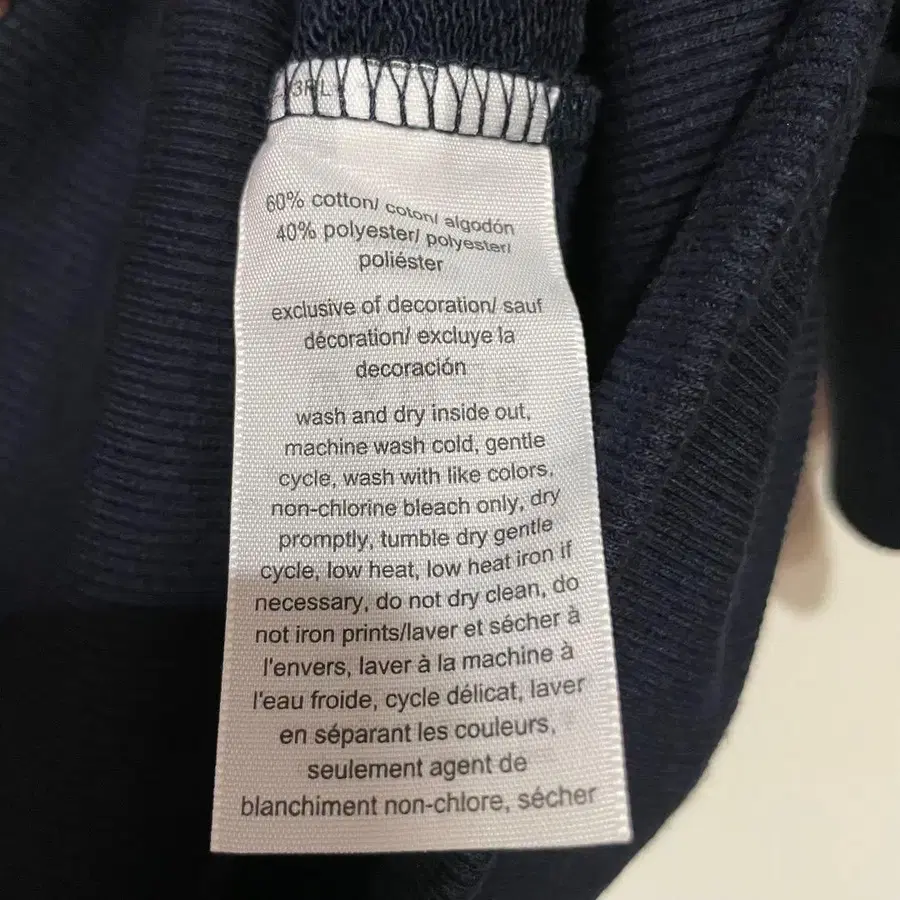 60% cotton/ coton/ algodón
40% polyester/ polyester/
poliéster
exclusive of decoration/ sauf
décoration/ excluye la
decoración
wash and dry inside out,
machine wash cold, gentle
cycle, wash with like colors,
non-chlorine bleach only, dry
promptly, tumble dry gentle
cycle, low heat, low heat iron if
necessary, do not dry clean, do
not iron prints/laver et sécher à
l'envers, laver à la machine à
l'eau froide, cycle délicat, laver
en séparant les couleurs,
seulement agent de
blanchiment non-chlore, sécher